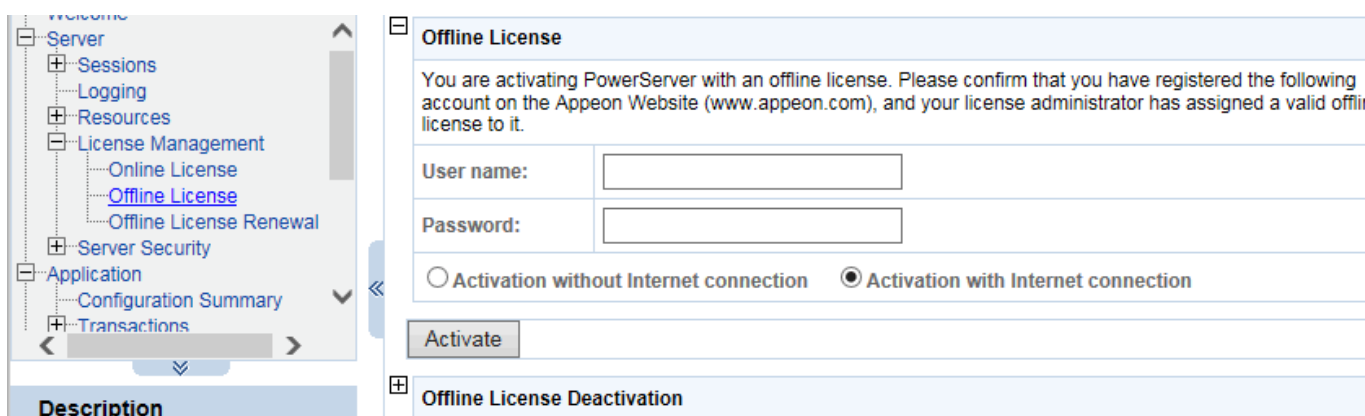 Welcome
Server
Sessions
Logging
Resources
License Management
Online License
Offline License
Offline License Renewal
Server Security
Application
Configuration Summary
Transactions
Description
Offline License
You are activating PowerServer with an offline license. Please confirm that you have registered the following
account on the Appeon Website (www.appeon.com), and your license administrator has assigned a valid offli
license to it.
User name:
Password:
Activation without Internet connection Activation with Internet connection
Activate
Offline License Deactivation